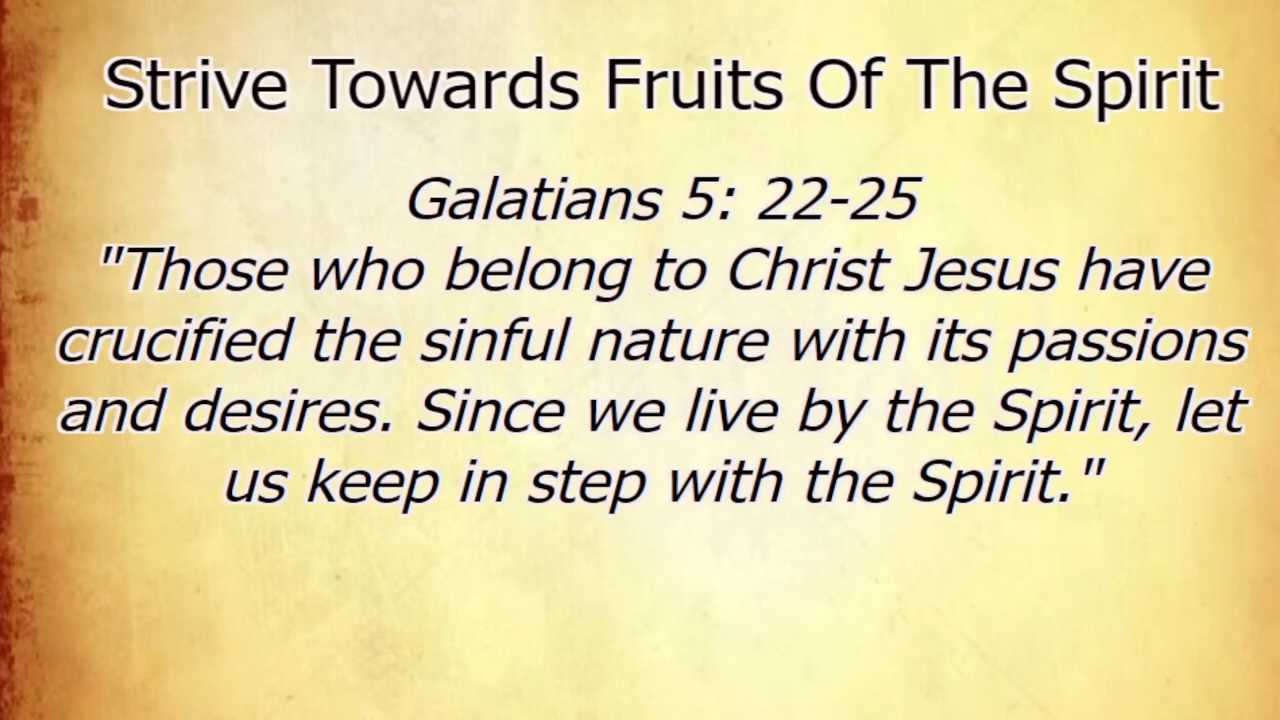 Strive Towards Fruits Of The Spirit
Galatians 5: 22-25
"Those who belong to Christ Jesus have
crucified the sinful nature with its passions
and desires. Since we live by the Spirit, let
us keep in step with the Spirit."